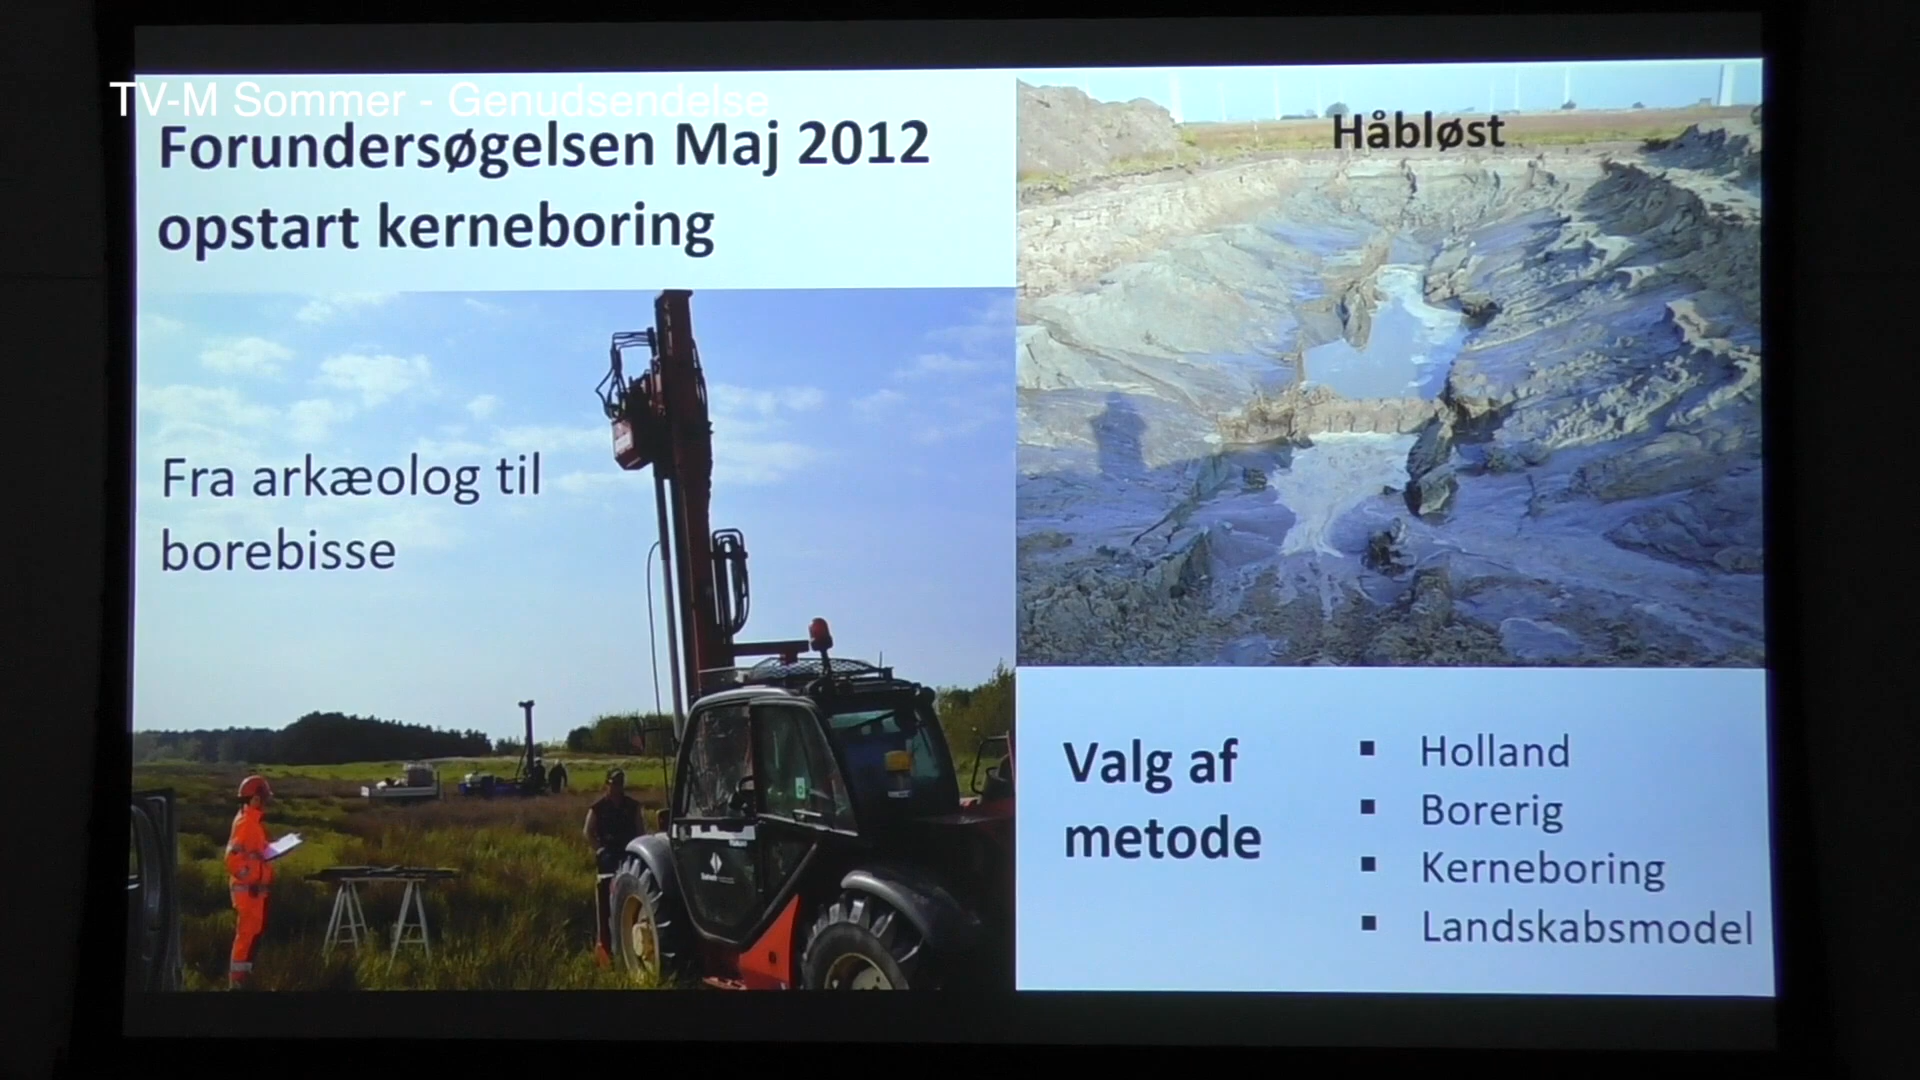 TV-M Sommer - Genudsendelse
Forundersøgelsen Maj 2012
opstart kerneboring
Fra arkæolog til
borebisse
Håbløst
Valg af
metode
▪ Holland
▪ Borerig
▪ Kerneboring
▪ Landskabsmodel